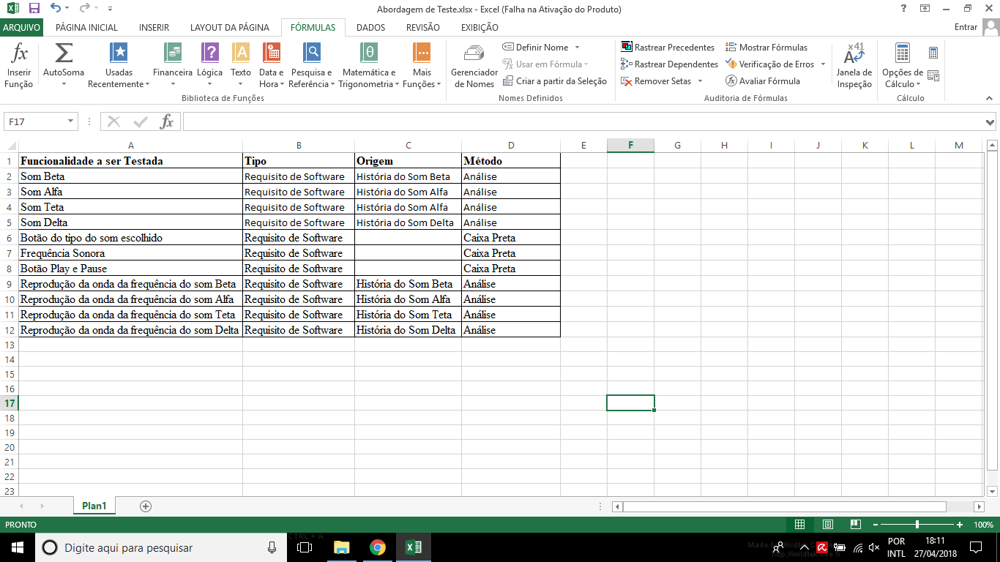 Abordagem de Teste.xlsx - Excel (Falha na Ativação do Produto)
ARQUIVO PÁGINA INICIAL INSERIR LAYOUT DA PÁGINA FÓRMULAS DADOS REVISÃO EXIBIÇÃO Entrar
Inserir Função
AutoSoma
Usadas Recentemente
Financeira
Lógica
Texto
Data e Hora
Pesquisa e Referência
Matemática e Trigonometria
Mais Funções
Biblioteca de Funções
Gerenciador de Nomes
Definir Nome
Usar em Fórmula
Criar a partir da Seleção
Nomes Definidos
Rastrear Precedentes
Rastrear Dependentes
Remover Setas
Mostrar Fórmulas
Verificação de Erros
Avaliar Fórmula
Auditoria de Fórmulas
Janela de Inspeção
Opções de Cálculo
Cálculo
F17
A B C D E F G H I J K L M
1 Funcionalidade a ser Testada Tipo Origem Método
2 Som Beta Requisito de Software História do Som Beta Análise
3 Som Alfa Requisito de Software História do Som Alfa Análise
4 Som Teta Requisito de Software História do Som Alfa Análise
5 Som Delta Requisito de Software História do Som Delta Análise
6 Botão do tipo do som escolhido Requisito de Software Caixa Preta
7 Frequência Sonora Requisito de Software Caixa Preta
8 Botão Play e Pause Requisito de Software Caixa Preta
9 Reprodução da onda da frequência do som Beta Requisito de Software História do Som Beta Análise
10 Reprodução da onda da frequência do som Alfa Requisito de Software História do Som Alfa Análise
11 Reprodução da onda da frequência do som Teta Requisito de Software História do Som Teta Análise
12 Reprodução da onda da frequência do som Delta Requisito de Software História do Som Delta Análise
13
14
15
16
17
18
19
20
21
22
23
Plan1
PRONTO 100%
CTRL + A
Digite aqui para pesquisar
POR
INTL
18:11
27/04/2018